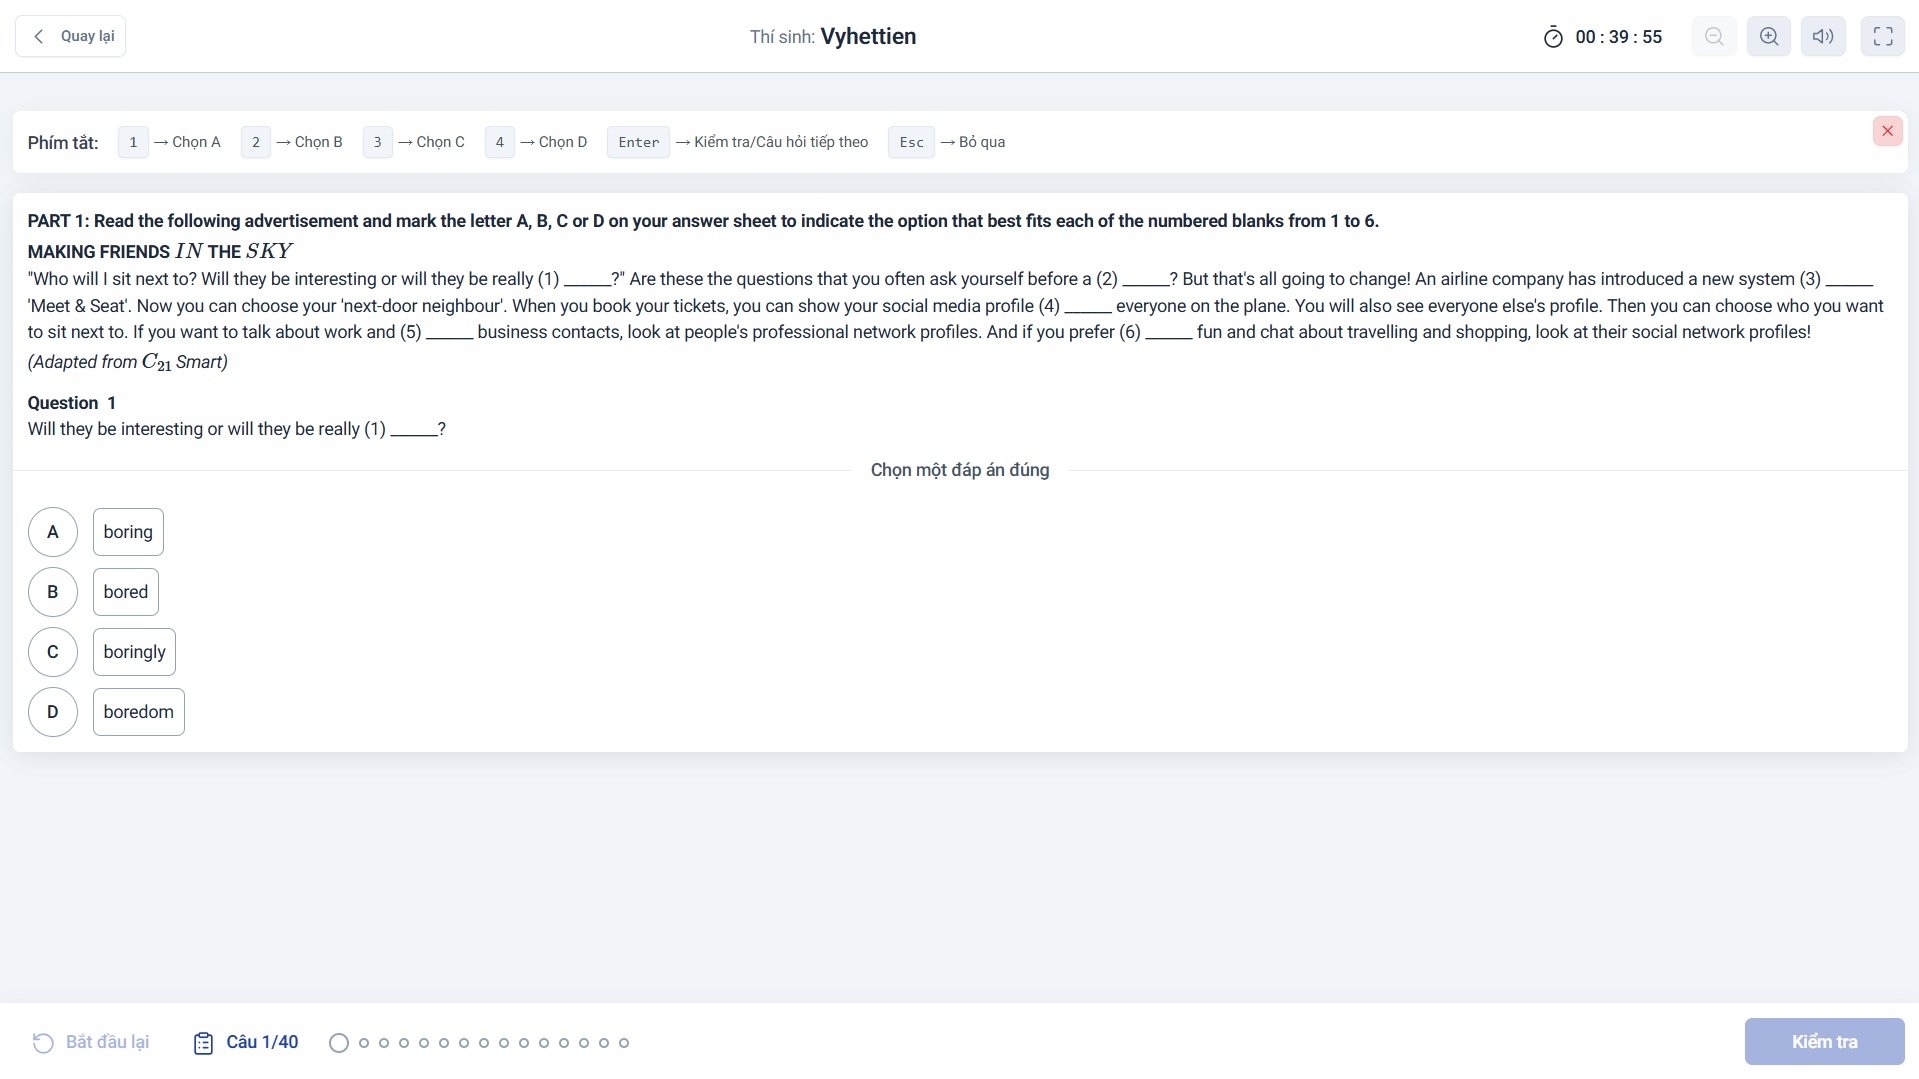 Quay lại
Thí sinh: Vyhettien
00 : 39 : 55
Phím tắt: 1 → Chọn A 2 → Chọn B 3 → Chọn C 4 → Chọn D Enter → Kiểm tra/Câu hỏi tiếp theo Esc → Bỏ qua
PART 1: Read the following advertisement and mark the letter A, B, C or D on your answer sheet to indicate the option that best fits each of the numbered blanks from 1 to 6.
MAKING FRIENDS IN THE SKY
"Who will I sit next to? Will they be interesting or will they be really (1) _____?" Are these the questions that you often ask yourself before a (2) _____? But that's all going to change! An airline company has introduced a new system (3) _____
'Meet & Seat'. Now you can choose your 'next-door neighbour'. When you book your tickets, you can show your social media profile (4) _____ everyone on the plane. You will also see everyone else's profile. Then you can choose who you want
to sit next to. If you want to talk about work and (5) _____ business contacts, look at people's professional network profiles. And if you prefer (6) _____ fun and chat about travelling and shopping, look at their social network profiles!
(Adapted from C21 Smart)
Question 1
Will they be interesting or will they be really (1) _____?
Chọn một đáp án đúng
A boring
B bored
C boringly
D boredom
Bắt đầu lại
Câu 1/40
Kiểm tra